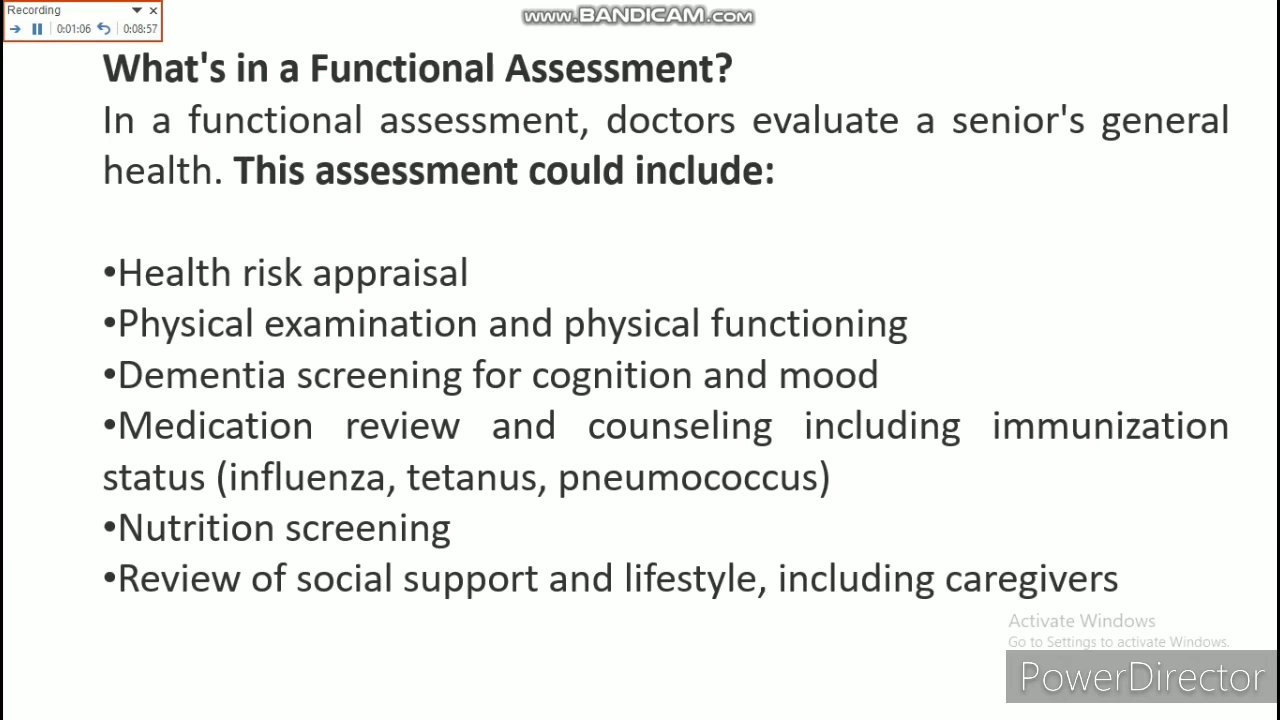 Recording
0:01:06 0:08:57
www.BANDICAM.com
What's in a Functional Assessment?
In a functional assessment, doctors evaluate a senior's general
health. This assessment could include:
•Health risk appraisal
•Physical examination and physical functioning
•Dementia screening for cognition and mood
•Medication review and counseling including immunization
status (influenza, tetanus, pneumococcus)
•Nutrition screening
•Review of social support and lifestyle, including caregivers
Activate Windows
Go to Settings to activate Windows.
PowerDirector